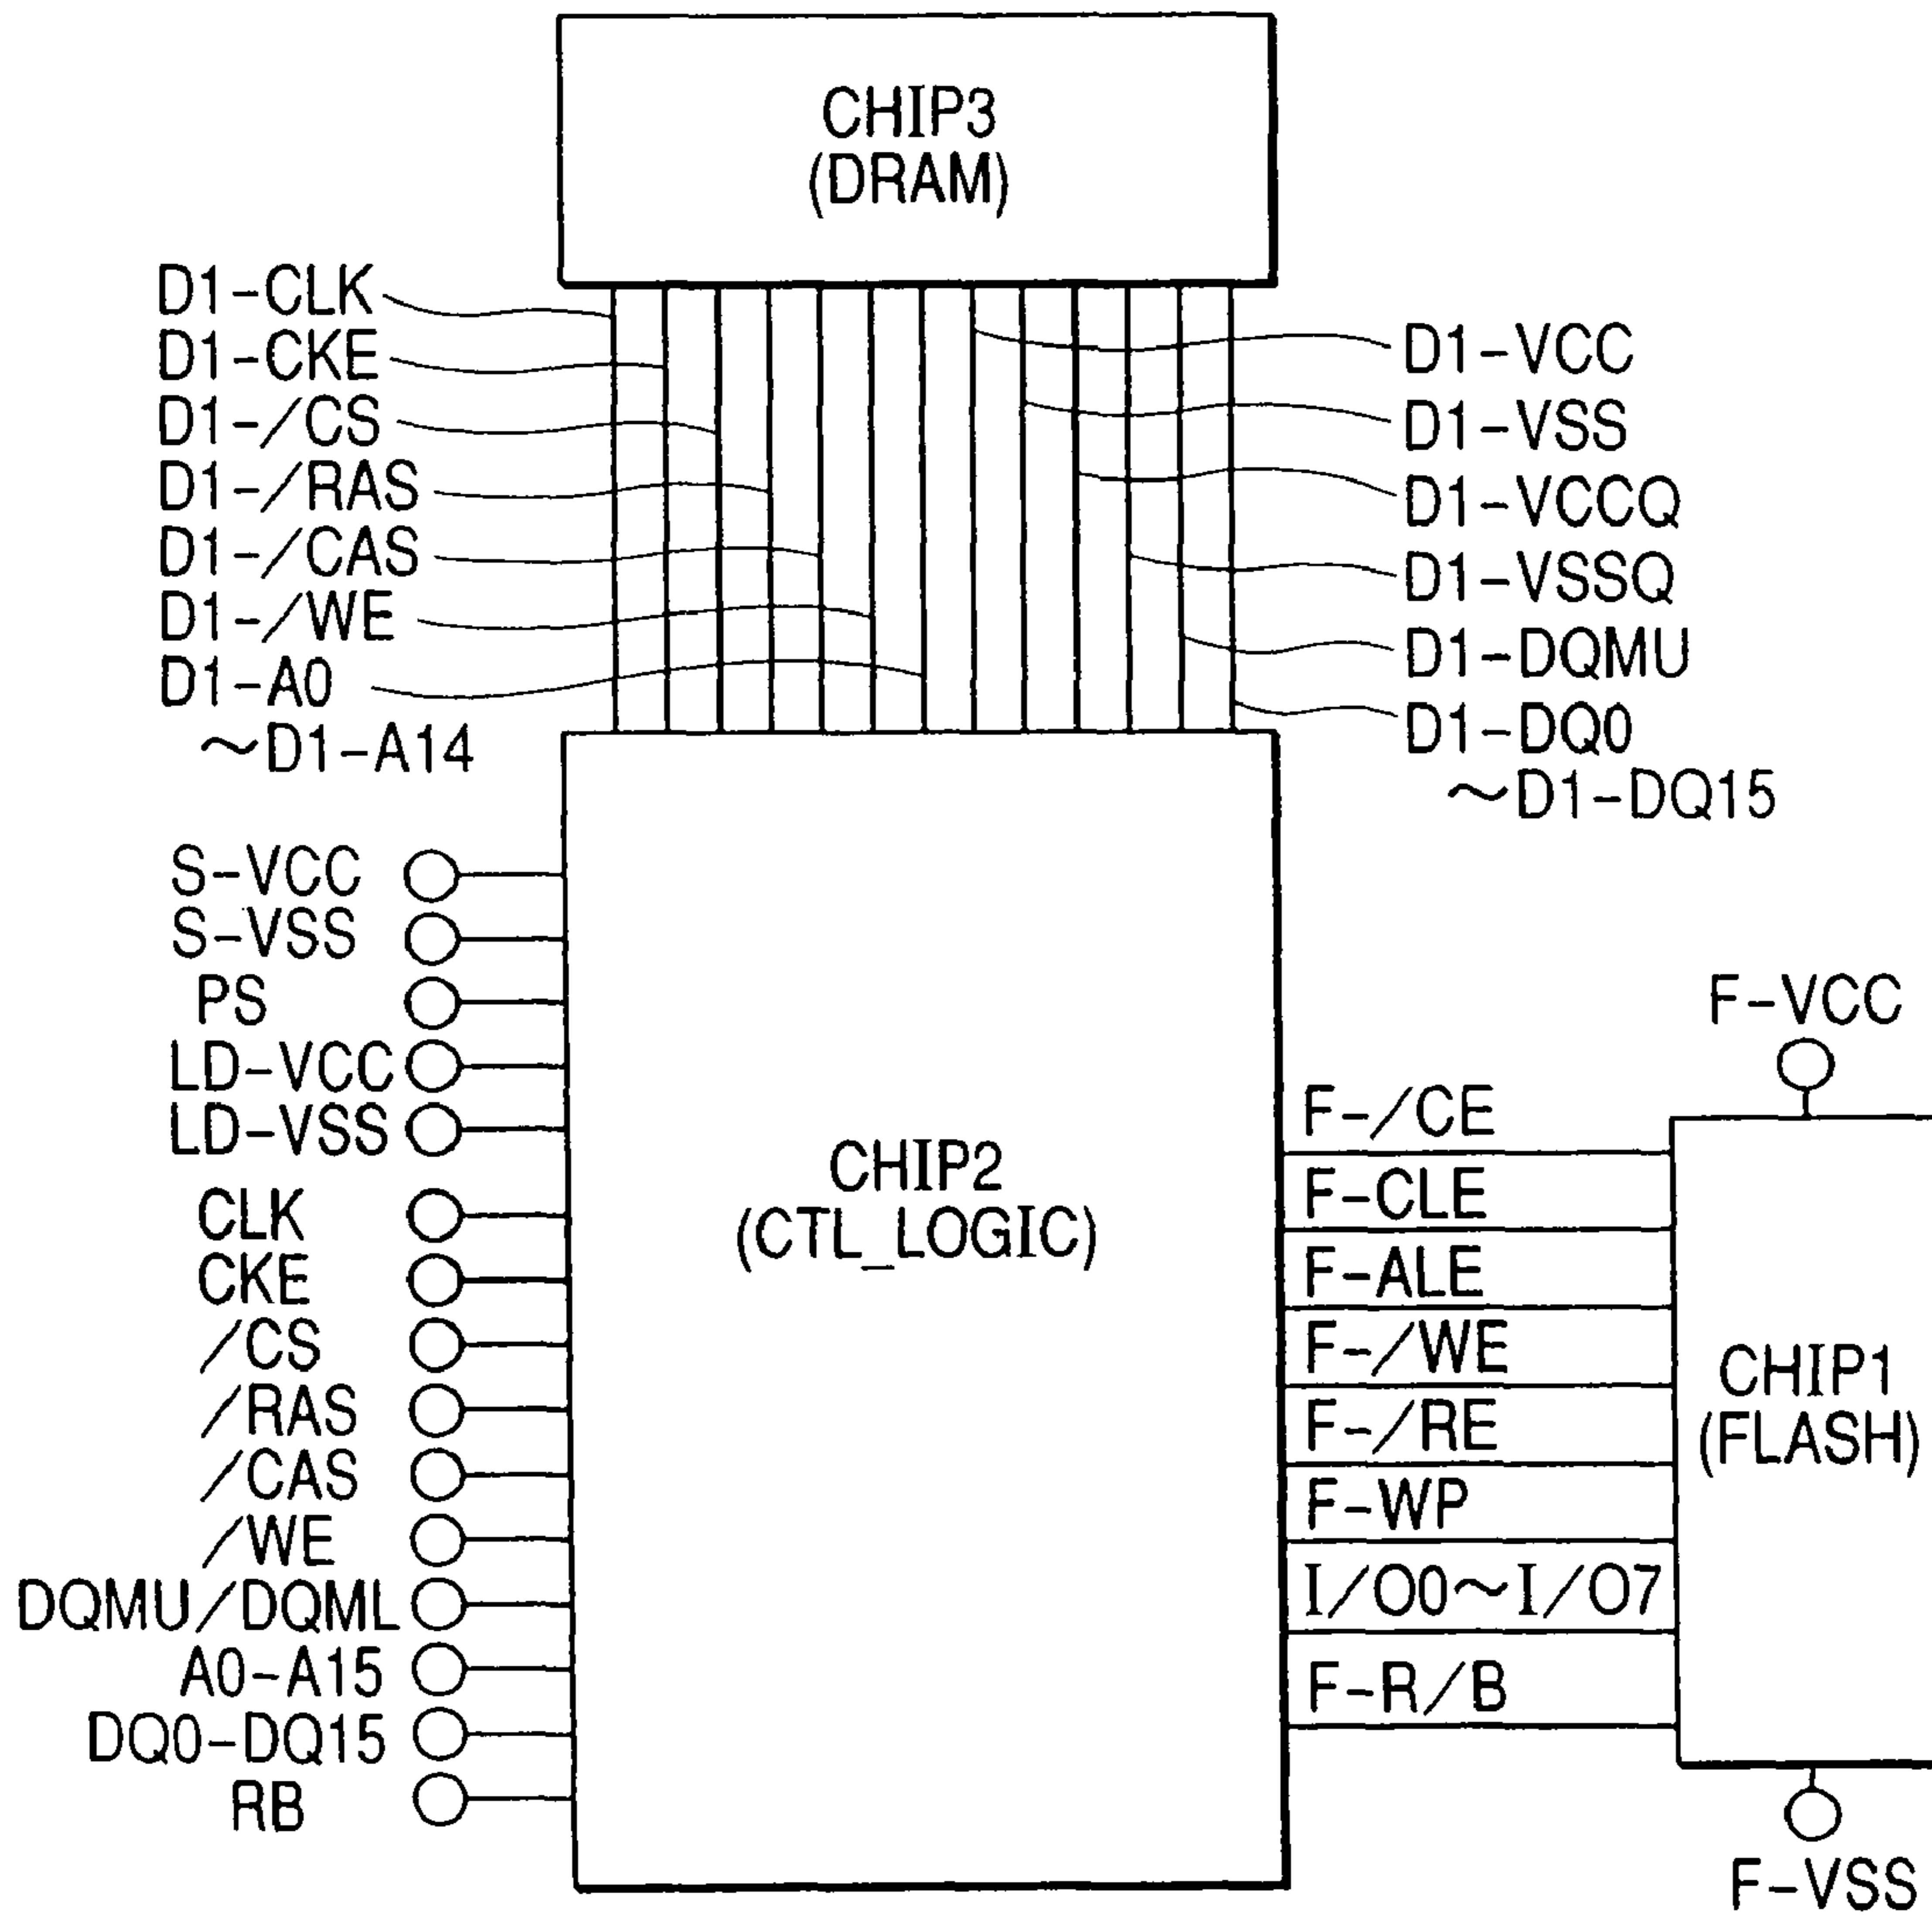 CHIP3
(DRAM)
D1-CLK
D1-CKE
D1-/CS
D1-/RAS
D1-/CAS
D1-/WE
D1-A0
~D1-A14
D1-VCC
D1-VSS
D1-VCCQ
D1-VSSQ
D1-DQMU
D1-DQ0
~D1-DQ15
S-VCC
S-VSS
PS
LD-VCC
LD-VSS
CLK
CKE
/CS
/RAS
/CAS
/WE
DQMU/DQML
A0-A15
DQ0-DQ15
RB
CHIP2
(CTL_LOGIC)
F-/CE
F-CLE
F-ALE
F-/WE
F-/RE
F-WP
I/O0~I/O7
F-R/B
F-VCC
CHIP1
(FLASH)
F-VSS